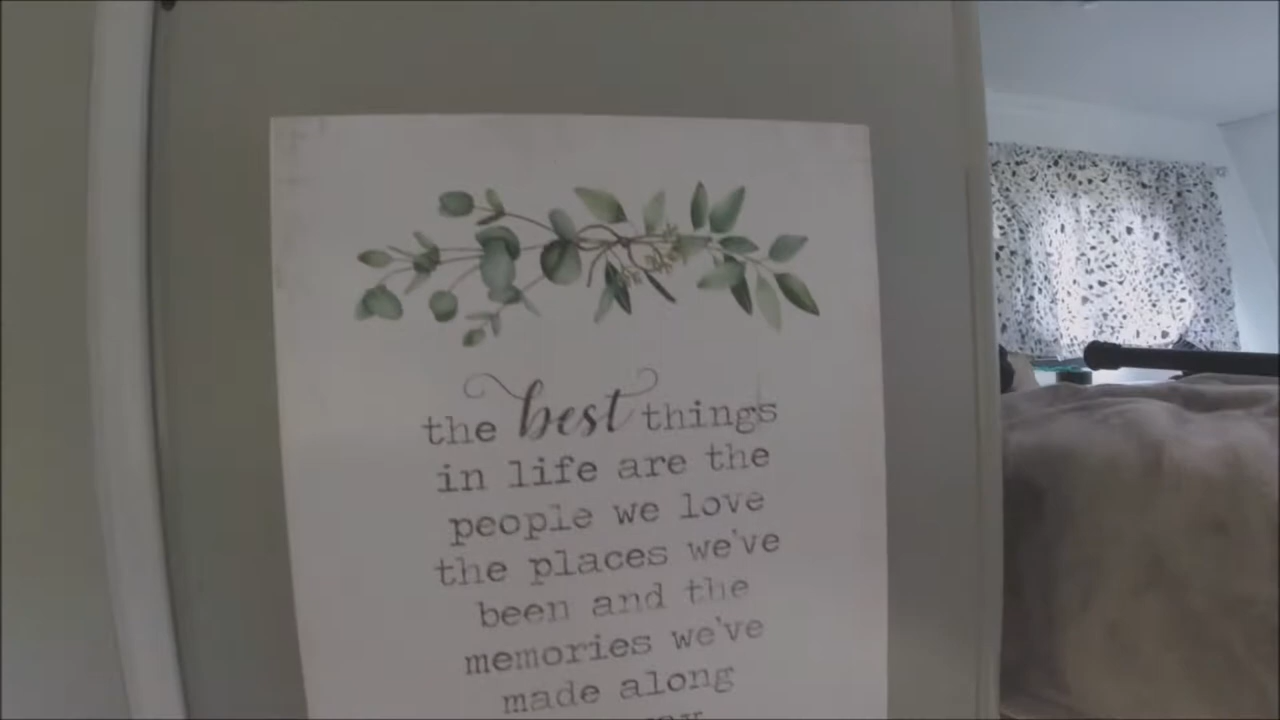 the best things
in life are the
people we love
the places we've
been and the
memories we've
made along